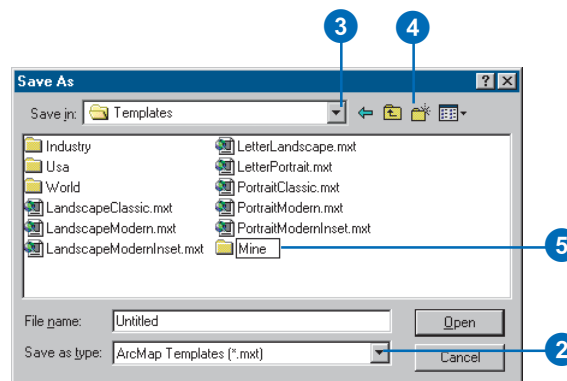 3 4
Save As
Save in: Templates
Industry LetterLandscape.mxt
Usa LetterPortrait.mxt
World PortraitClassic.mxt
LandscapeClassic.mxt PortraitModern.mxt
LandscapeModern.mxt PortraitModernInset.mxt
LandscapeModernInset.mxt Mine 5
File name: Untitled Open
Save as type: ArcMap Templates (*.mxt) 2 Cancel